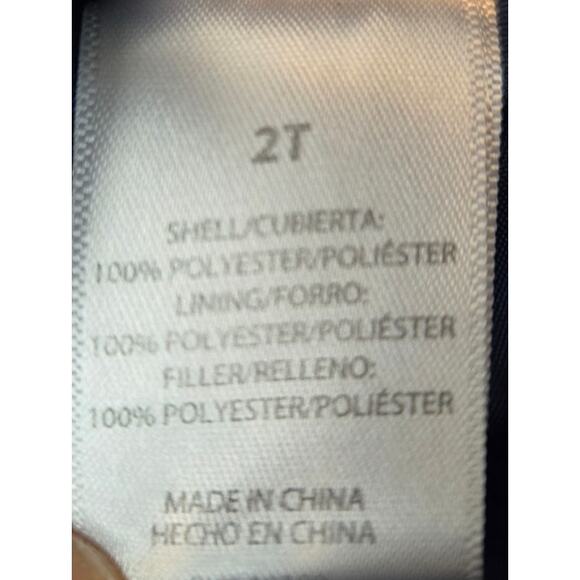 2T
SHELL/CUBIERTA:
100% POLYESTER/POLIÉSTER
LINING/FORRO:
100% POLYESTER/POLIÉSTER
FILLER/RELLENO:
100% POLYESTER/POLIÉSTER
MADE IN CHINA
HECHO EN CHINA